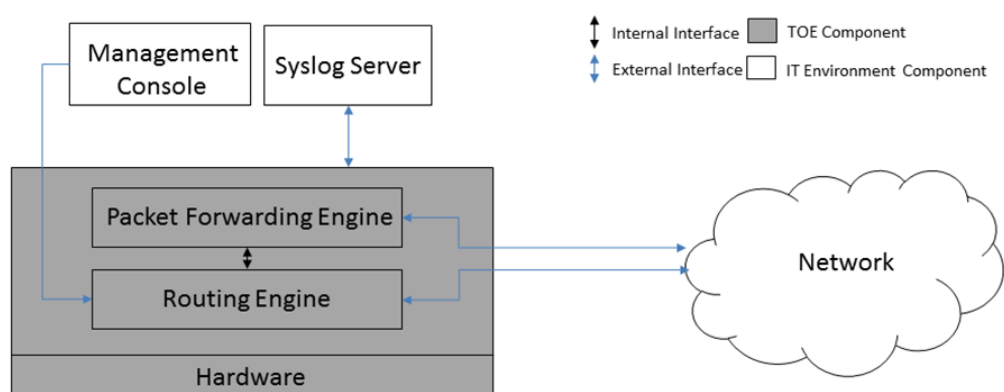 Management
Console
Syslog Server
Internal Interface
TOE Component
External Interface
IT Environment Component
Packet Forwarding Engine
Routing Engine
Network
Hardware